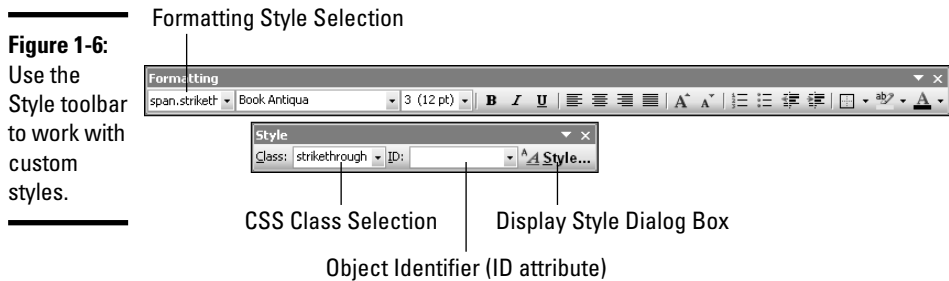 Formatting Style Selection
Figure 1-6:
Use the
Style toolbar
to work with
custom
styles.
Formatting
span.striketh Book Antiqua 3 (12 pt) B I U A A ab A
Style
Class: strikethrough ID: AA Style...
CSS Class Selection
Display Style Dialog Box
Object Identifier (ID attribute)